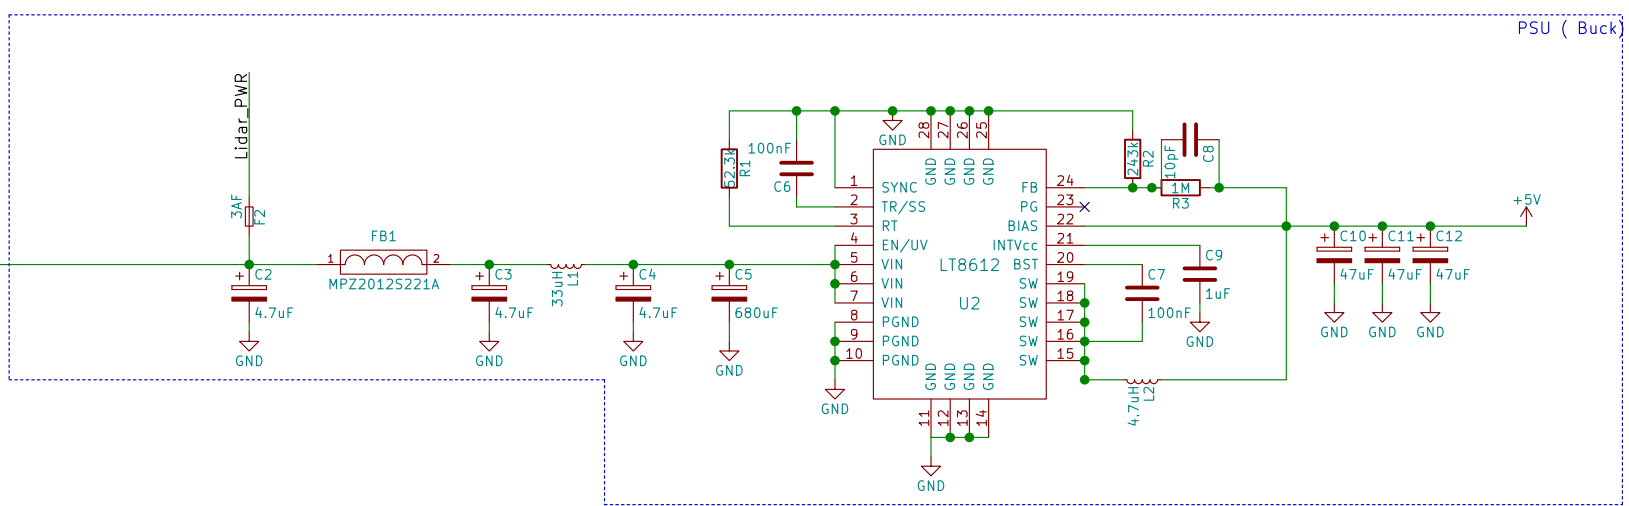 PSU ( Buck)
Lidar_PWR
3AF
F2
+
C2
4.7uF
GND
FB1
1
2
MPZ2012S221A
+
C3
4.7uF
GND
33uH
L1
+
C4
4.7uF
GND
+
C5
680uF
GND
52.3k
R1
100nF
C6
GND
28
27
26
25
GND
GND
GND
GND
1
SYNC
2
TR/SS
3
RT
4
EN/UV
5
VIN
6
VIN
7
VIN
8
PGND
9
PGND
10
PGND
GND
LT8612
U2
FB
24
PG
23
BIAS
22
INTVcc
21
BST
20
SW
19
SW
18
SW
17
SW
16
SW
15
GND
GND
GND
GND
11
12
13
14
GND
243k
R2
10pF
C8
1M
R3
C7
100nF
C9
1uF
GND
4.7uH
L2
+
C10
47uF
GND
+
C11
47uF
GND
+
C12
47uF
GND
+5V